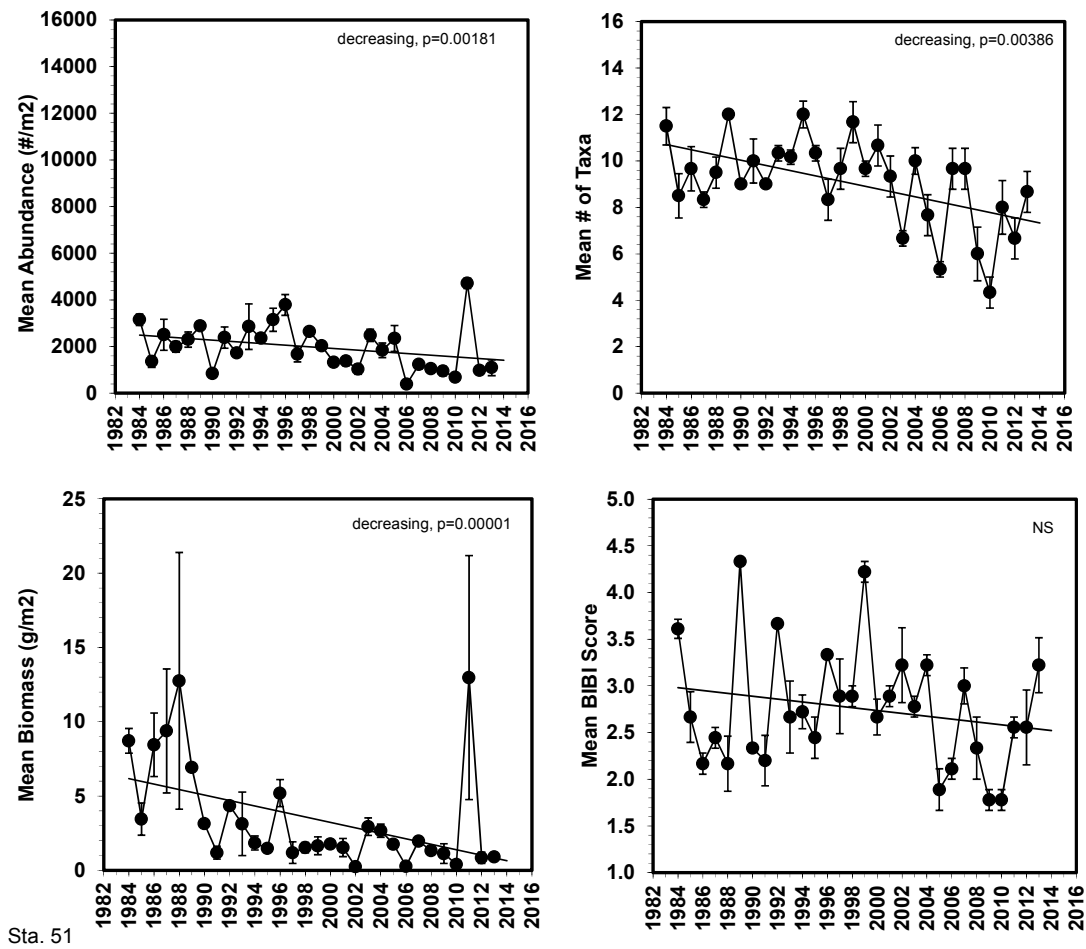 decreasing, p=0.00181
Mean Abundance (#/m2)
16000
14000
12000
10000
8000
6000
4000
2000
0
1982 1984 1986 1988 1990 1992 1994 1996 1998 2000 2002 2004 2006 2008 2010 2012 2014 2016
decreasing, p=0.00386
Mean # of Taxa
16
14
12
10
8
6
4
2
0
1982 1984 1986 1988 1990 1992 1994 1996 1998 2000 2002 2004 2006 2008 2010 2012 2014 2016
decreasing, p=0.00001
Mean Biomass (g/m2)
25
20
15
10
5
0
1982 1984 1986 1988 1990 1992 1994 1996 1998 2000 2002 2004 2006 2008 2010 2012 2014 2016
NS
Mean BIBI Score
5.0
4.5
4.0
3.5
3.0
2.5
2.0
1.5
1.0
1982 1984 1986 1988 1990 1992 1994 1996 1998 2000 2002 2004 2006 2008 2010 2012 2014 2016
Sta. 51